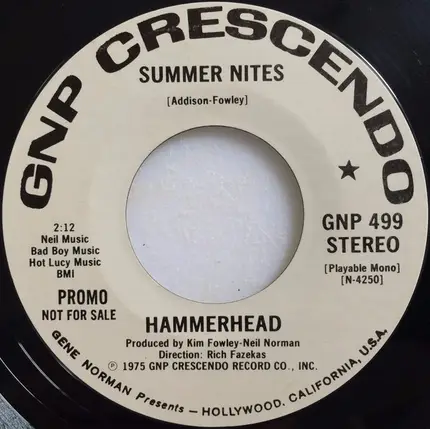 GNP CRESCENDO
SUMMER NITES
[Addison-Fowley]
★
2:12
Neil Music
Bad Boy Music
Hot Lucy Music
BMI
PROMO
NOT FOR SALE
GNP 499
STEREO
[Playable Mono]
[N-4250]
HAMMERHEAD
Produced by Kim Fowley-Neil Norman
Direction: Rich Fazekas
℗ 1975 GNP CRESCENDO RECORD CO., INC.
GENE NORMAN Presents — HOLLYWOOD, CALIFORNIA, U.S.A.